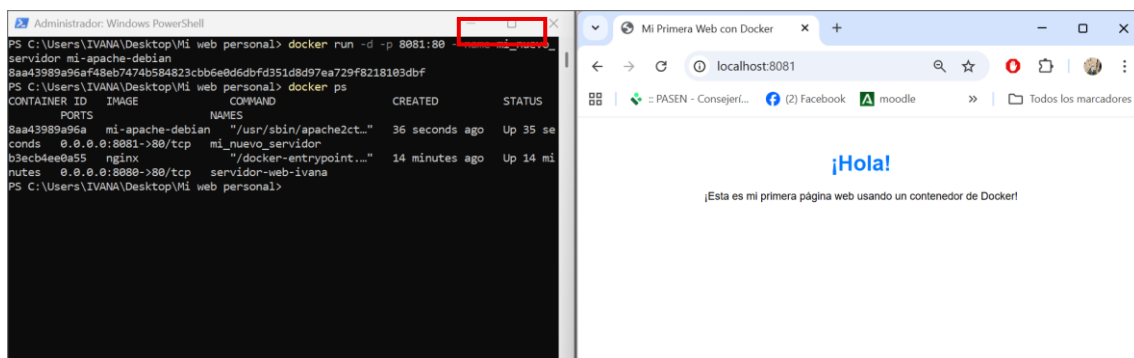 Administrador: Windows PowerShell
PS C:\Users\IVANA\Desktop\Mi web personal> docker run -d -p 8081:80 --name mi_nuevo_
servidor mi-apache-debian
8aa43989a96af48eb7474b584823cbb6e0d6dbfd351d8d97ea729f8218103dbf
PS C:\Users\IVANA\Desktop\Mi web personal> docker ps
CONTAINER ID IMAGE COMMAND CREATED STATUS
PORTS NAMES
8aa43989a96a mi-apache-debian "/usr/sbin/apache2ct…" 36 seconds ago Up 35 se
conds 0.0.0.0:8081->80/tcp mi_nuevo_servidor
b3ecb4ee0a55 nginx "/docker-entrypoint.…" 14 minutes ago Up 14 mi
nutes 0.0.0.0:8080->80/tcp servidor-web-ivana
PS C:\Users\IVANA\Desktop\Mi web personal>
Mi Primera Web con Docker
localhost:8081
:: PASEN - Consejerí... (2) Facebook moodle » Todos los marcadores
¡Hola!
¡Esta es mi primera página web usando un contenedor de Docker!